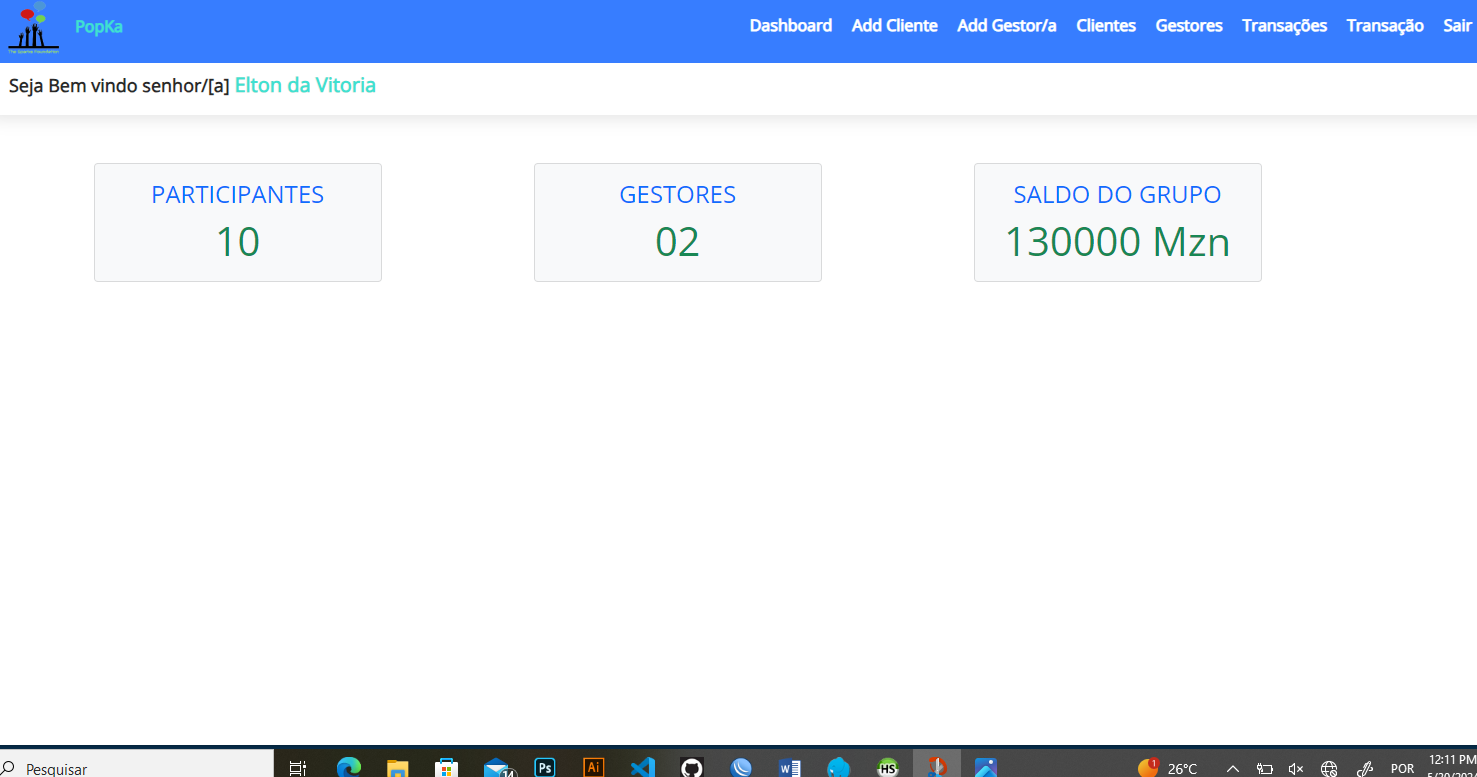 PopKa
Dashboard Add Cliente Add Gestor/a Clientes Gestores Transações Transação Sair
Seja Bem vindo senhor/[a] Elton da Vitoria
PARTICIPANTES
10
GESTORES
02
SALDO DO GRUPO
130000 Mzn
Pesquisar
14
Ps
Ai
W
HS
1
26°C
POR
12:11 PM